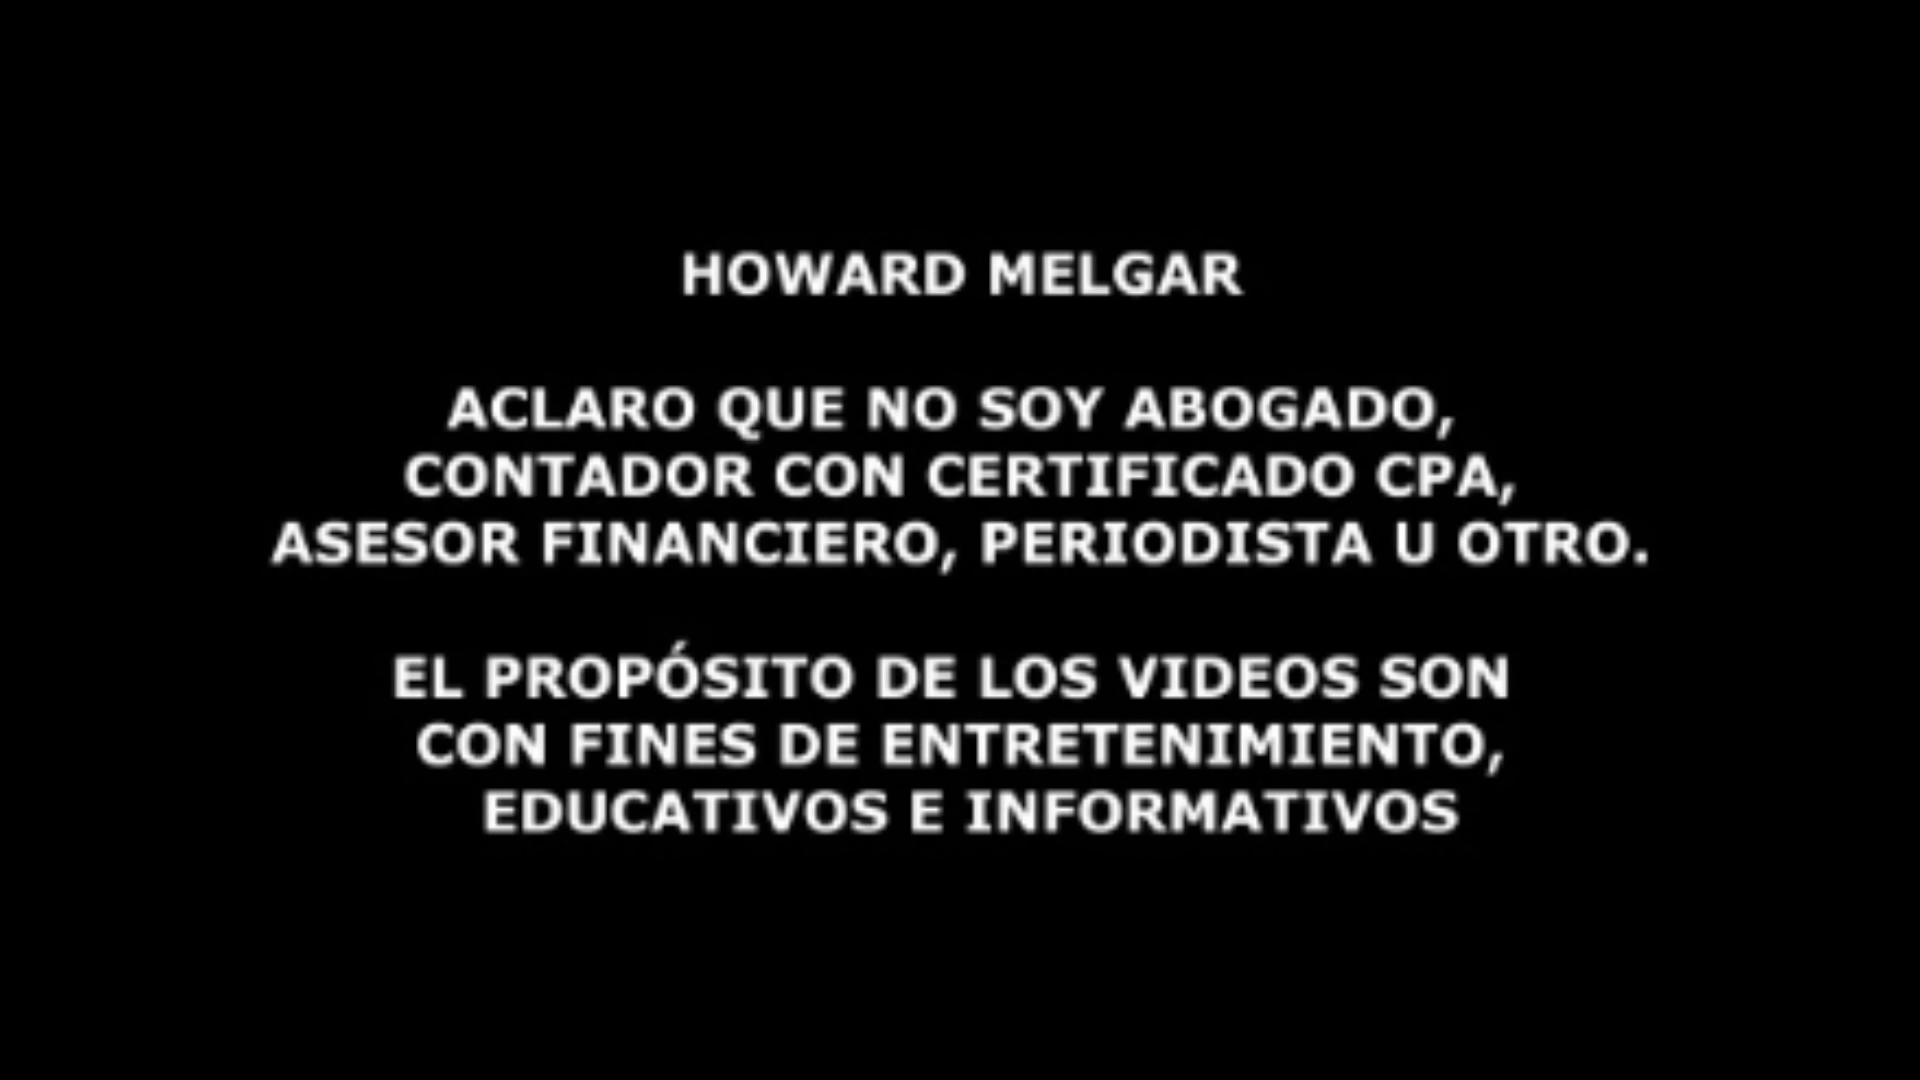 HOWARD MELGAR
ACLARO QUE NO SOY ABOGADO,
CONTADOR CON CERTIFICADO CPA,
ASESOR FINANCIERO, PERIODISTA U OTRO.
EL PROPÓSITO DE LOS VIDEOS SON
CON FINES DE ENTRETENIMIENTO,
EDUCATIVOS E INFORMATIVOS